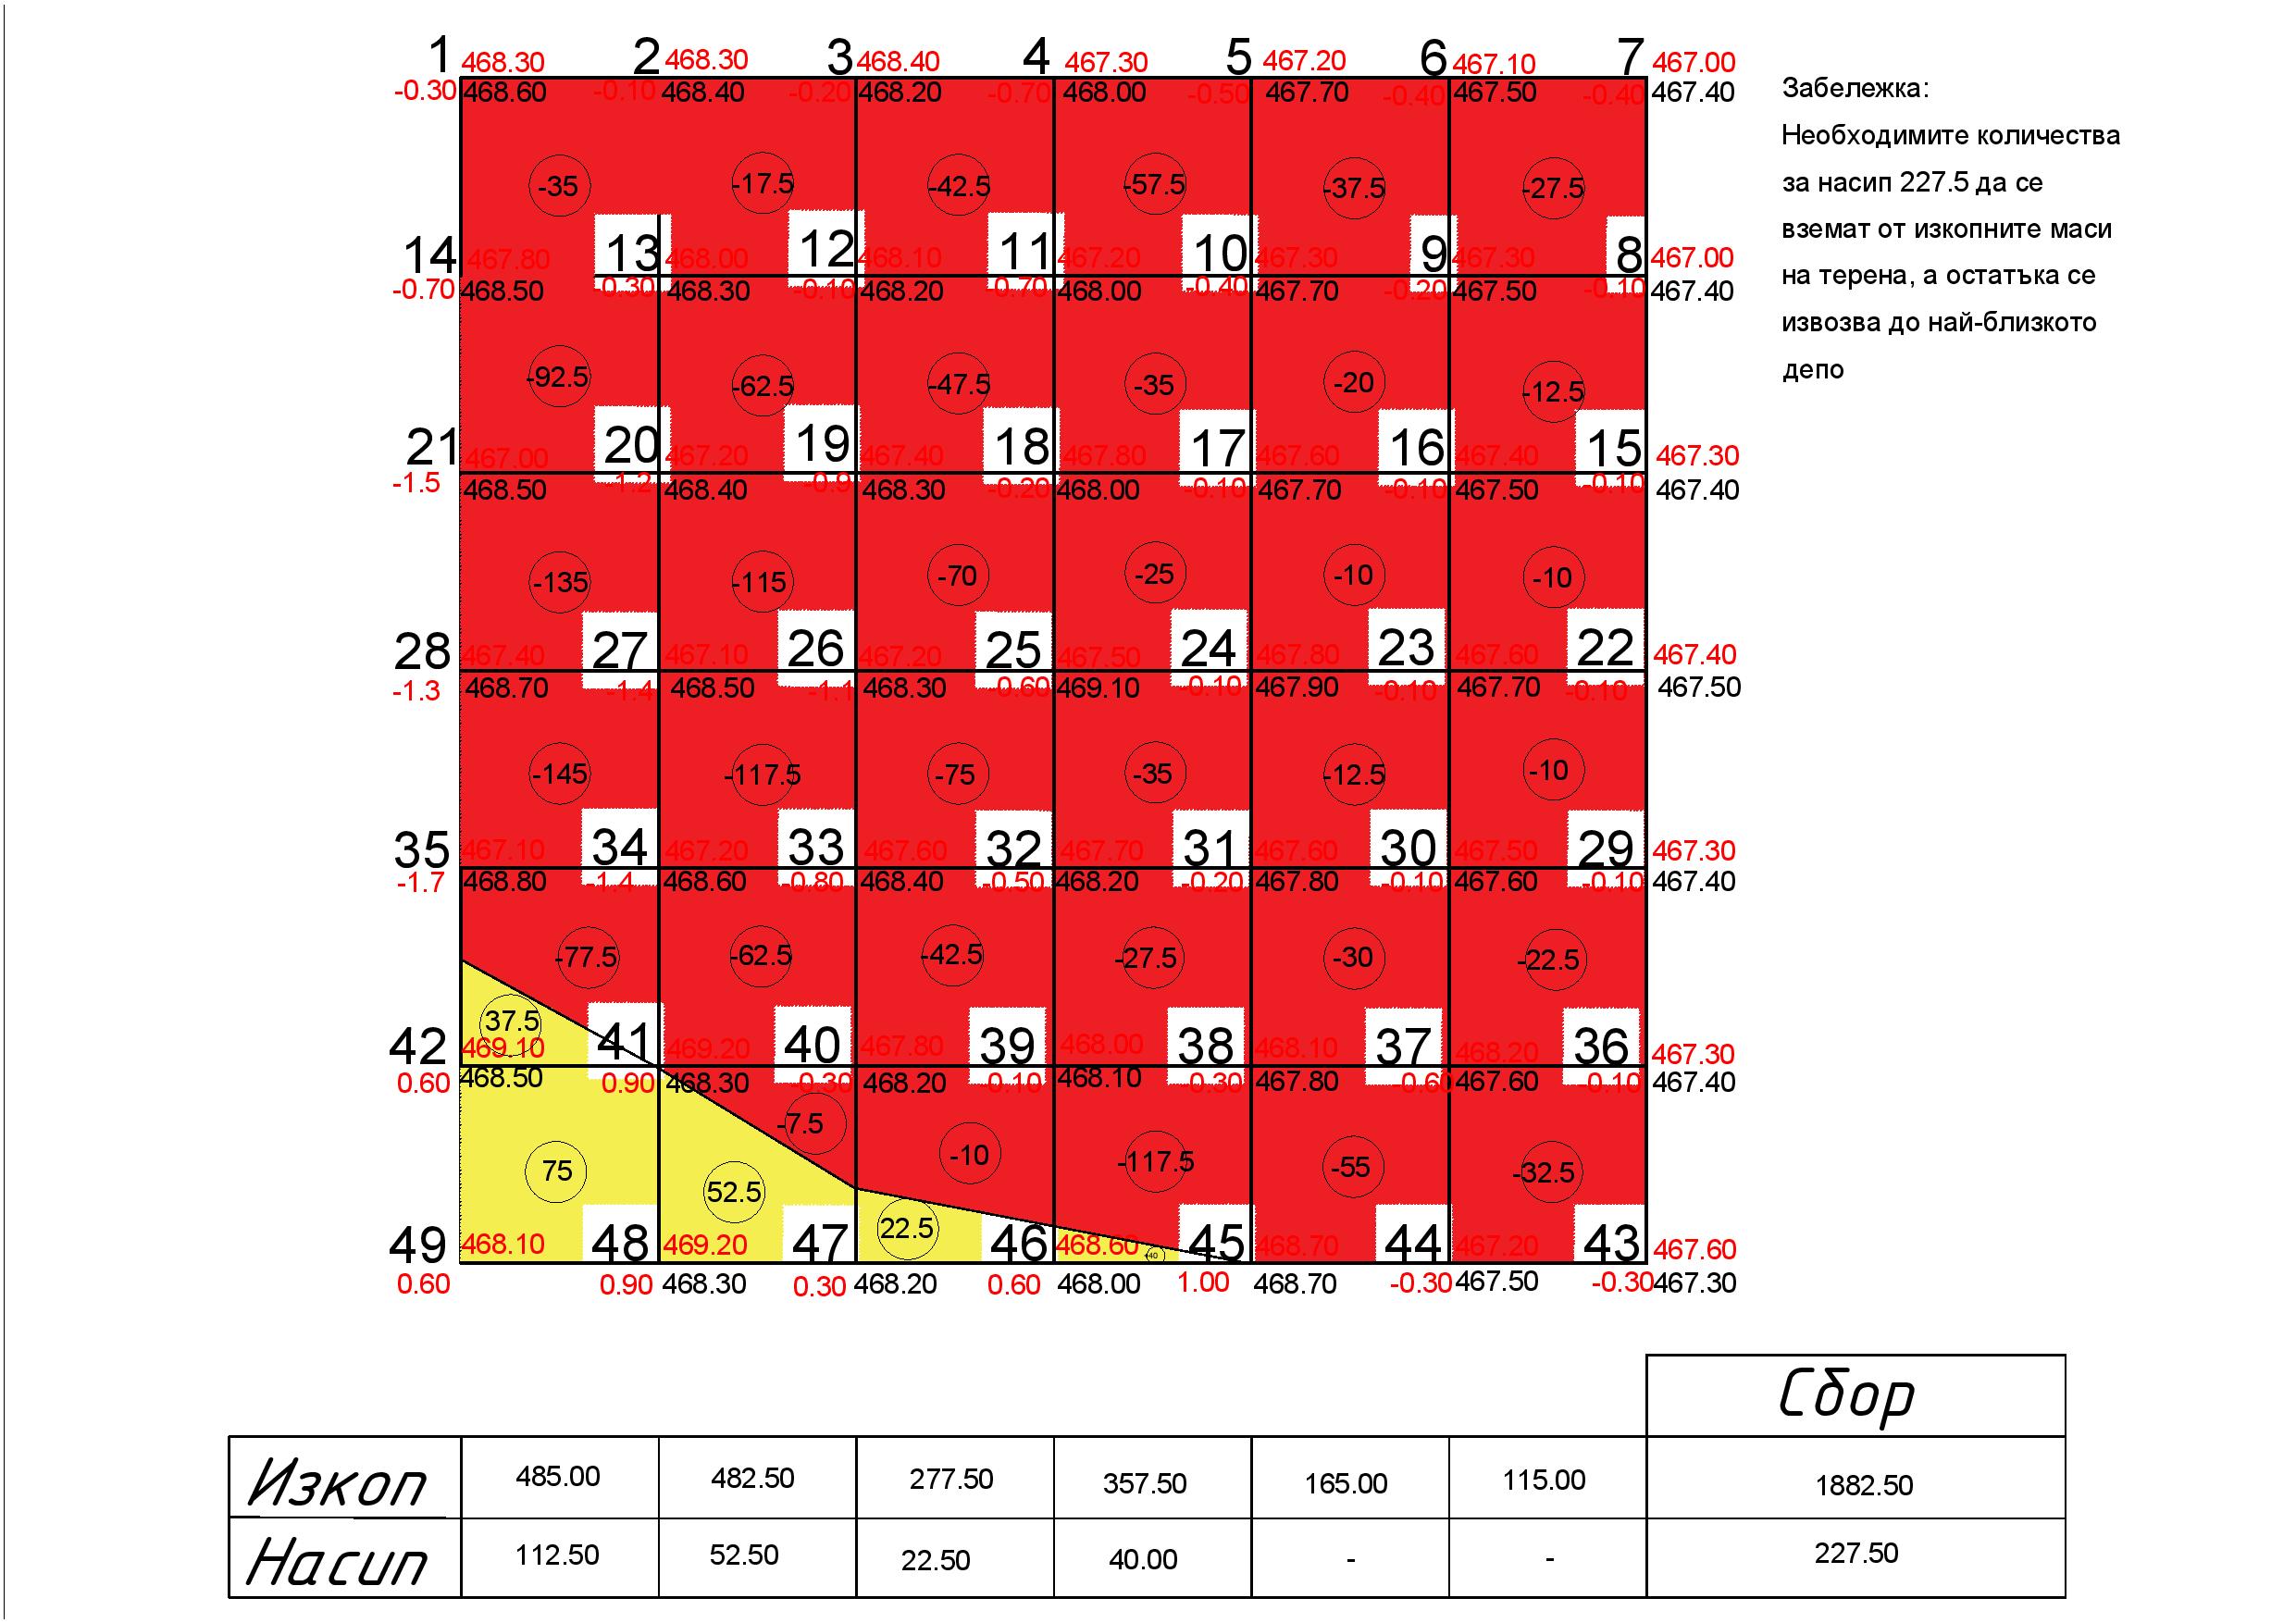 1 468.30 2 468.30 3 468.40 4 467.30 5 467.20 6 467.10 7 467.00
-0.30 468.60 -0.10 468.40 -0.20 468.20 -0.70 468.00 -0.50 467.70 -0.40 467.50 -0.40 467.40
-35 -17.5 -42.5 -57.5 -37.5 -27.5
14 467.80 13 468.00 12 468.10 11 467.20 10 467.30 9 467.30 8 467.00
-0.70 468.50 -0.30 468.30 -0.10 468.20 -0.70 468.00 -0.40 467.70 -0.20 467.50 -0.10 467.40
-92.5 -62.5 -47.5 -35 -20 -12.5
21 467.00 20 467.20 19 467.40 18 467.80 17 467.60 16 467.40 15 467.30
-1.5 468.50 -1.2 468.40 -0.9 468.30 -0.20 468.00 -0.10 467.70 -0.10 467.50 -0.10 467.40
-135 -115 -70 -25 -10 -10
28 467.40 27 467.10 26 467.20 25 467.50 24 467.80 23 467.60 22 467.40
-1.3 468.70 -1.4 468.50 -1.1 468.30 -0.60 469.10 -0.10 467.90 -0.10 467.70 -0.10 467.50
-145 -117.5 -75 -35 -12.5 -10
35 467.10 34 467.20 33 467.60 32 467.70 31 467.60 30 467.50 29 467.30
-1.7 468.80 -1.4 468.60 -0.80 468.40 -0.50 468.20 -0.20 467.80 -0.10 467.60 -0.10 467.40
-77.5 -62.5 -42.5 -27.5 -30 -22.5
37.5
42 469.10 41 469.20 40 467.80 39 468.00 38 468.10 37 468.20 36 467.30
0.60 468.50 0.90 468.30 -0.30 468.20 -0.10 468.10 -0.30 467.80 -0.60 467.60 -0.10 467.40
-7.5
75 52.5 -10 -117.5 -55 -32.5
22.5
49 468.10 48 469.20 47 46 468.60 +40 45 468.70 44 467.20 43 467.60
0.60 0.90 468.30 0.30 468.20 0.60 468.00 1.00 468.70 -0.30 467.50 -0.30 467.30
Забележка:
Необходимите количества
за насип 227.5 да се
вземат от изкопните маси
на терена, а остатъка се
извозва до най-близкото
депо
Сбор
Изкоп 485.00 482.50 277.50 357.50 165.00 115.00 1882.50
Насип 112.50 52.50 22.50 40.00 - - 227.50